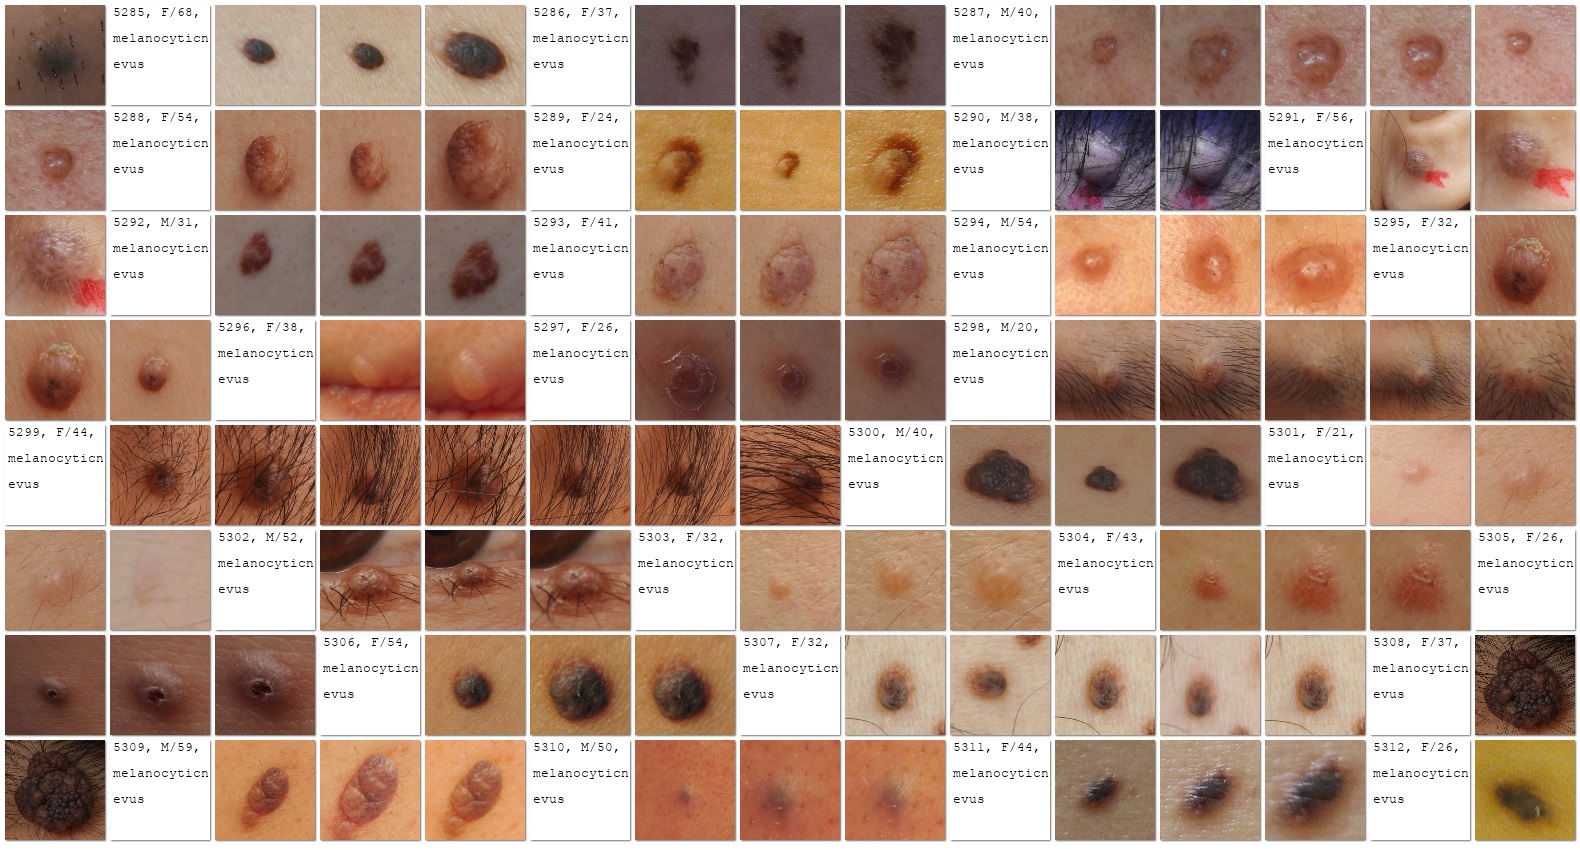 5285, F/68,
melanocyticn
evus
5286, F/37,
melanocyticn
evus
5287, M/40,
melanocyticn
evus
5288, F/54,
melanocyticn
evus
5289, F/24,
melanocyticn
evus
5290, M/38,
melanocyticn
evus
5291, F/56,
melanocyticn
evus
5292, M/31,
melanocyticn
evus
5293, F/41,
melanocyticn
evus
5294, M/54,
melanocyticn
evus
5295, F/32,
melanocyticn
evus
5296, F/38,
melanocyticn
evus
5297, F/26,
melanocyticn
evus
5298, M/20,
melanocyticn
evus
5299, F/44,
melanocyticn
evus
5300, M/40,
melanocyticn
evus
5301, F/21,
melanocyticn
evus
5302, M/52,
melanocyticn
evus
5303, F/32,
melanocyticn
evus
5304, F/43,
melanocyticn
evus
5305, F/26,
melanocyticn
evus
5306, F/54,
melanocyticn
evus
5307, F/32,
melanocyticn
evus
5308, F/37,
melanocyticn
evus
5309, M/59,
melanocyticn
evus
5310, M/50,
melanocyticn
evus
5311, F/44,
melanocyticn
evus
5312, F/26,
melanocyticn
evus